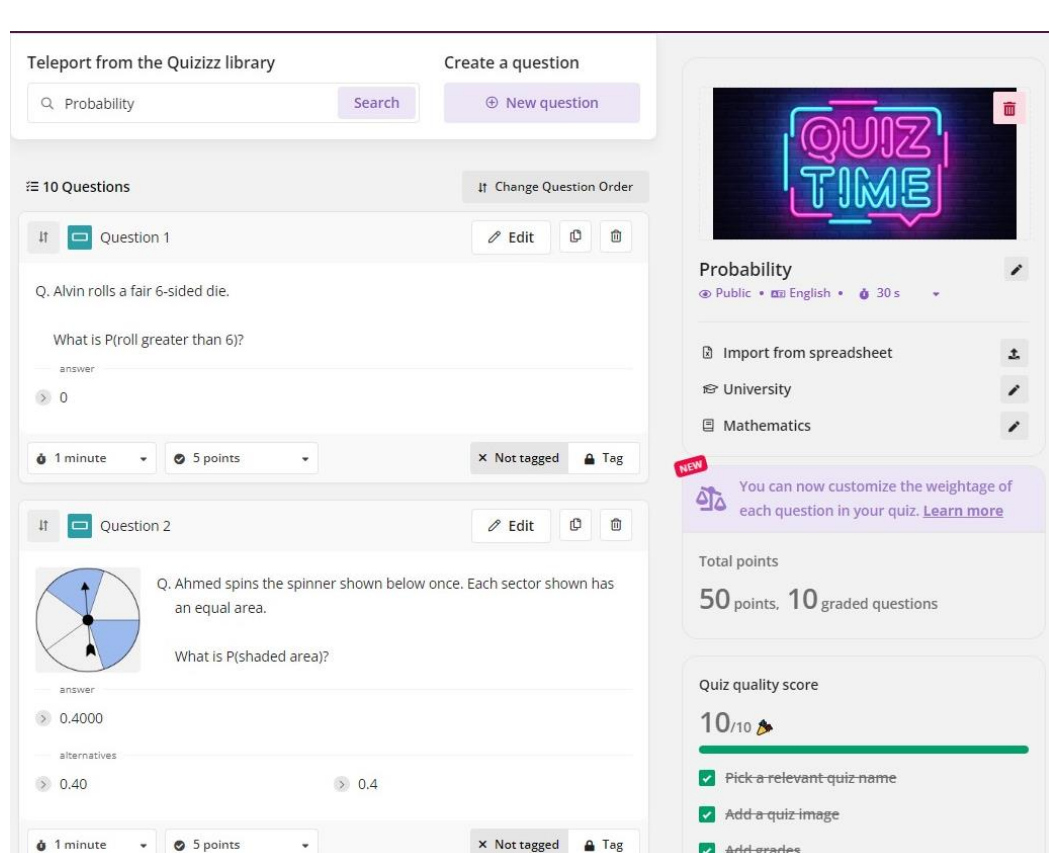 Teleport from the Quizizz library
Probability
Search
Create a question
New question
10 Questions
Change Question Order
Question 1
Edit
Q. Alvin rolls a fair 6-sided die.
What is P(roll greater than 6)?
answer
0
1 minute
5 points
× Not tagged
Tag
Question 2
Edit
Q. Ahmed spins the spinner shown below once. Each sector shown has
an equal area.
What is P(shaded area)?
answer
0.4000
alternatives
0.40
0.4
1 minute
5 points
× Not tagged
Tag
QUIZ
TIME
Probability
Public • English • 30 s
Import from spreadsheet
University
Mathematics
NEW
You can now customize the weightage of
each question in your quiz. Learn more
Total points
50 points, 10 graded questions
Quiz quality score
10/10
Pick a relevant quiz name
Add a quiz image
Add grades